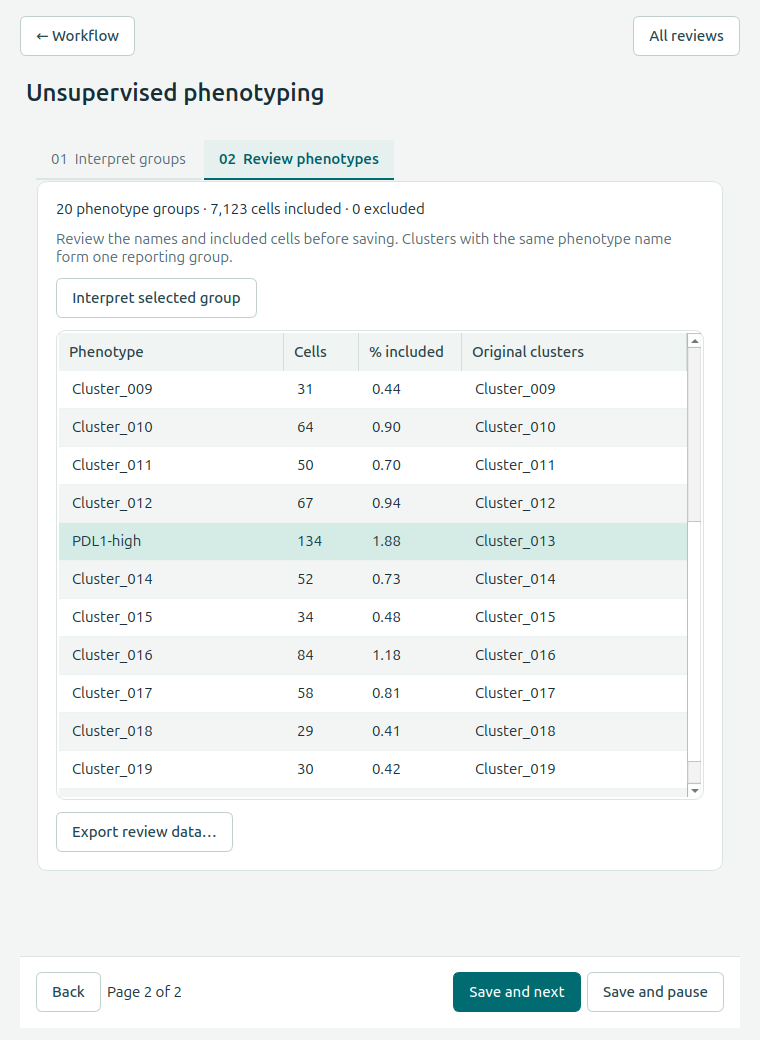 ← Workflow
All reviews
Unsupervised phenotyping
01 Interpret groups
02 Review phenotypes
20 phenotype groups · 7,123 cells included · 0 excluded
Review the names and included cells before saving. Clusters with the same phenotype name
form one reporting group.
Interpret selected group
Phenotype Cells % included Original clusters
Cluster_009 31 0.44 Cluster_009
Cluster_010 64 0.90 Cluster_010
Cluster_011 50 0.70 Cluster_011
Cluster_012 67 0.94 Cluster_012
PDL1-high 134 1.88 Cluster_013
Cluster_014 52 0.73 Cluster_014
Cluster_015 34 0.48 Cluster_015
Cluster_016 84 1.18 Cluster_016
Cluster_017 58 0.81 Cluster_017
Cluster_018 29 0.41 Cluster_018
Cluster_019 30 0.42 Cluster_019
Export review data...
Back Page 2 of 2 Save and next Save and pause